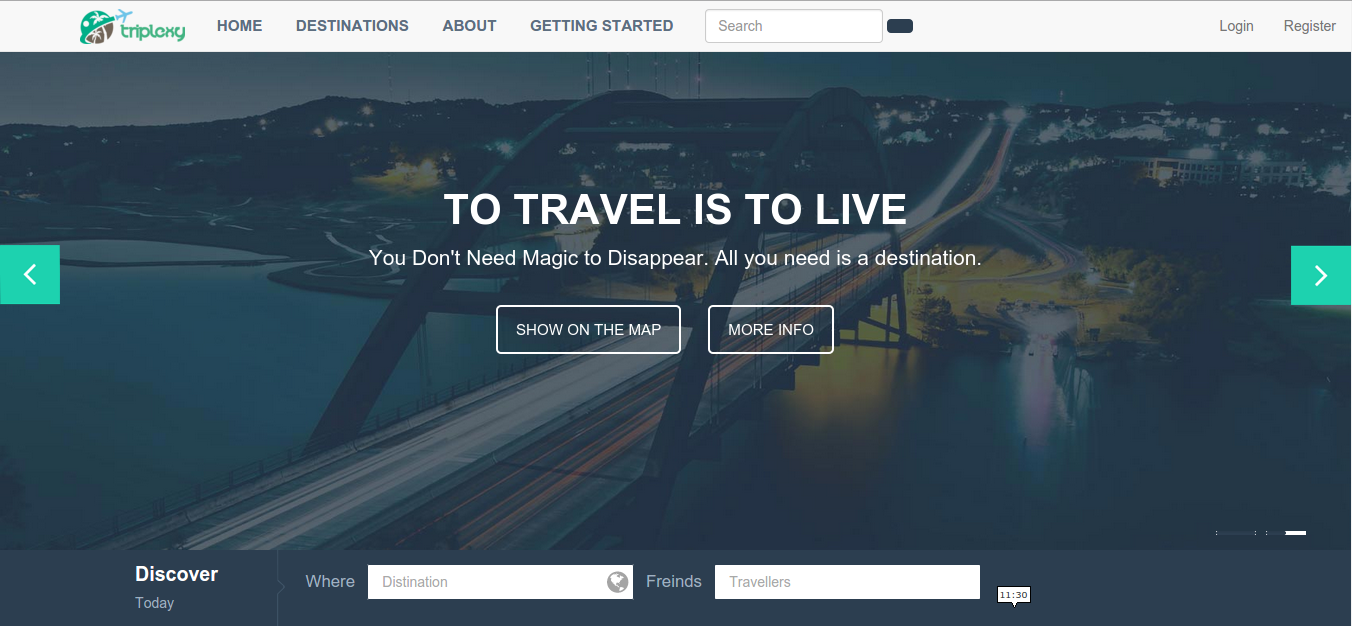 triplexy HOME DESTINATIONS ABOUT GETTING STARTED Search Login Register
TO TRAVEL IS TO LIVE
You Don't Need Magic to Disappear. All you need is a destination.
SHOW ON THE MAP MORE INFO
Discover
Today
Where Distination Freinds Travellers
11:30